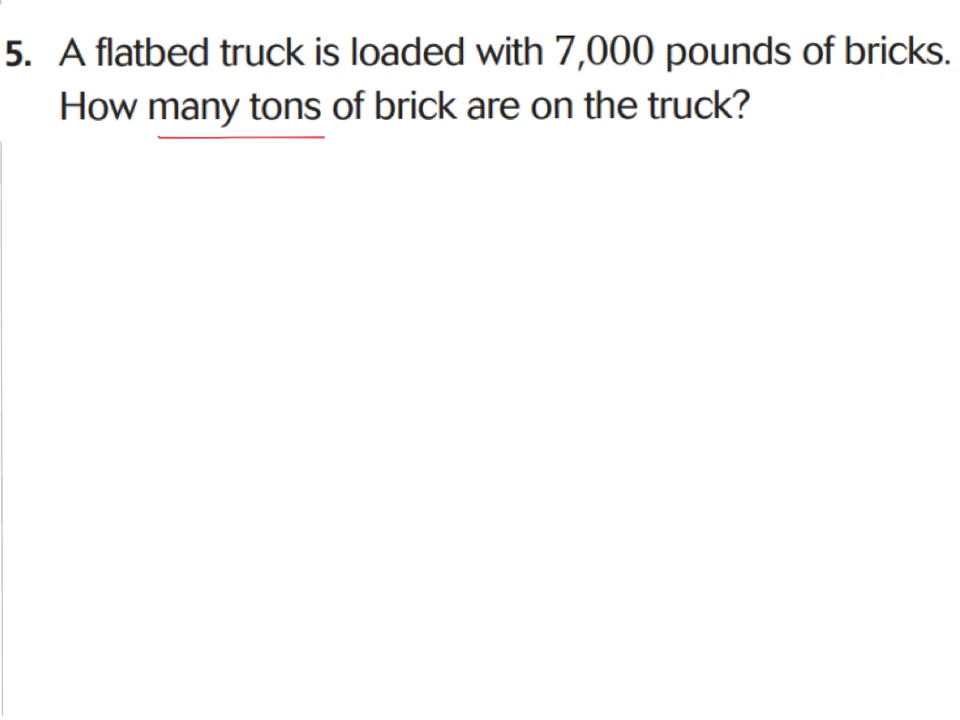 5. A flatbed truck is loaded with 7,000 pounds of bricks.
How many tons of brick are on the truck?